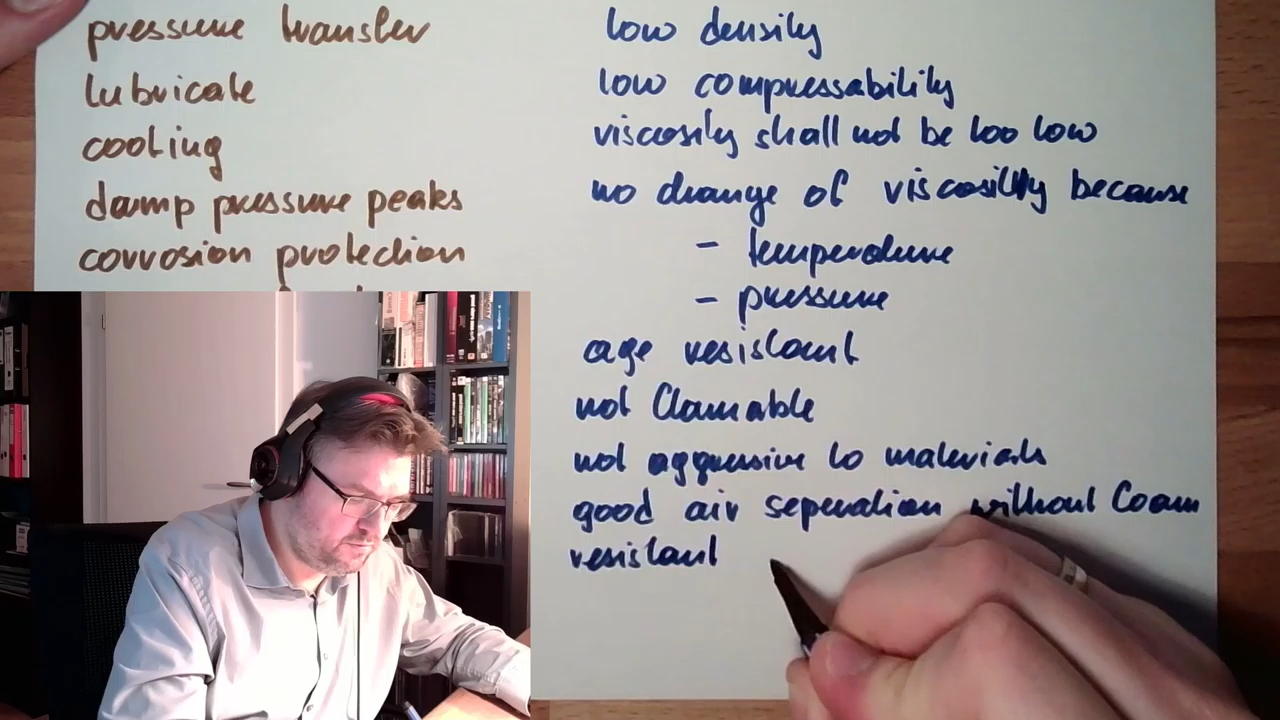 pressure transfer
lubricate
cooling
damp pressure peaks
corrosion protection
low density
low compressability
viscosity shall not be too low
no change of viscosity because
- temperature
- pressure
age resistant
not flamable
not aggressive to materials
good air seperation without foam
resistant